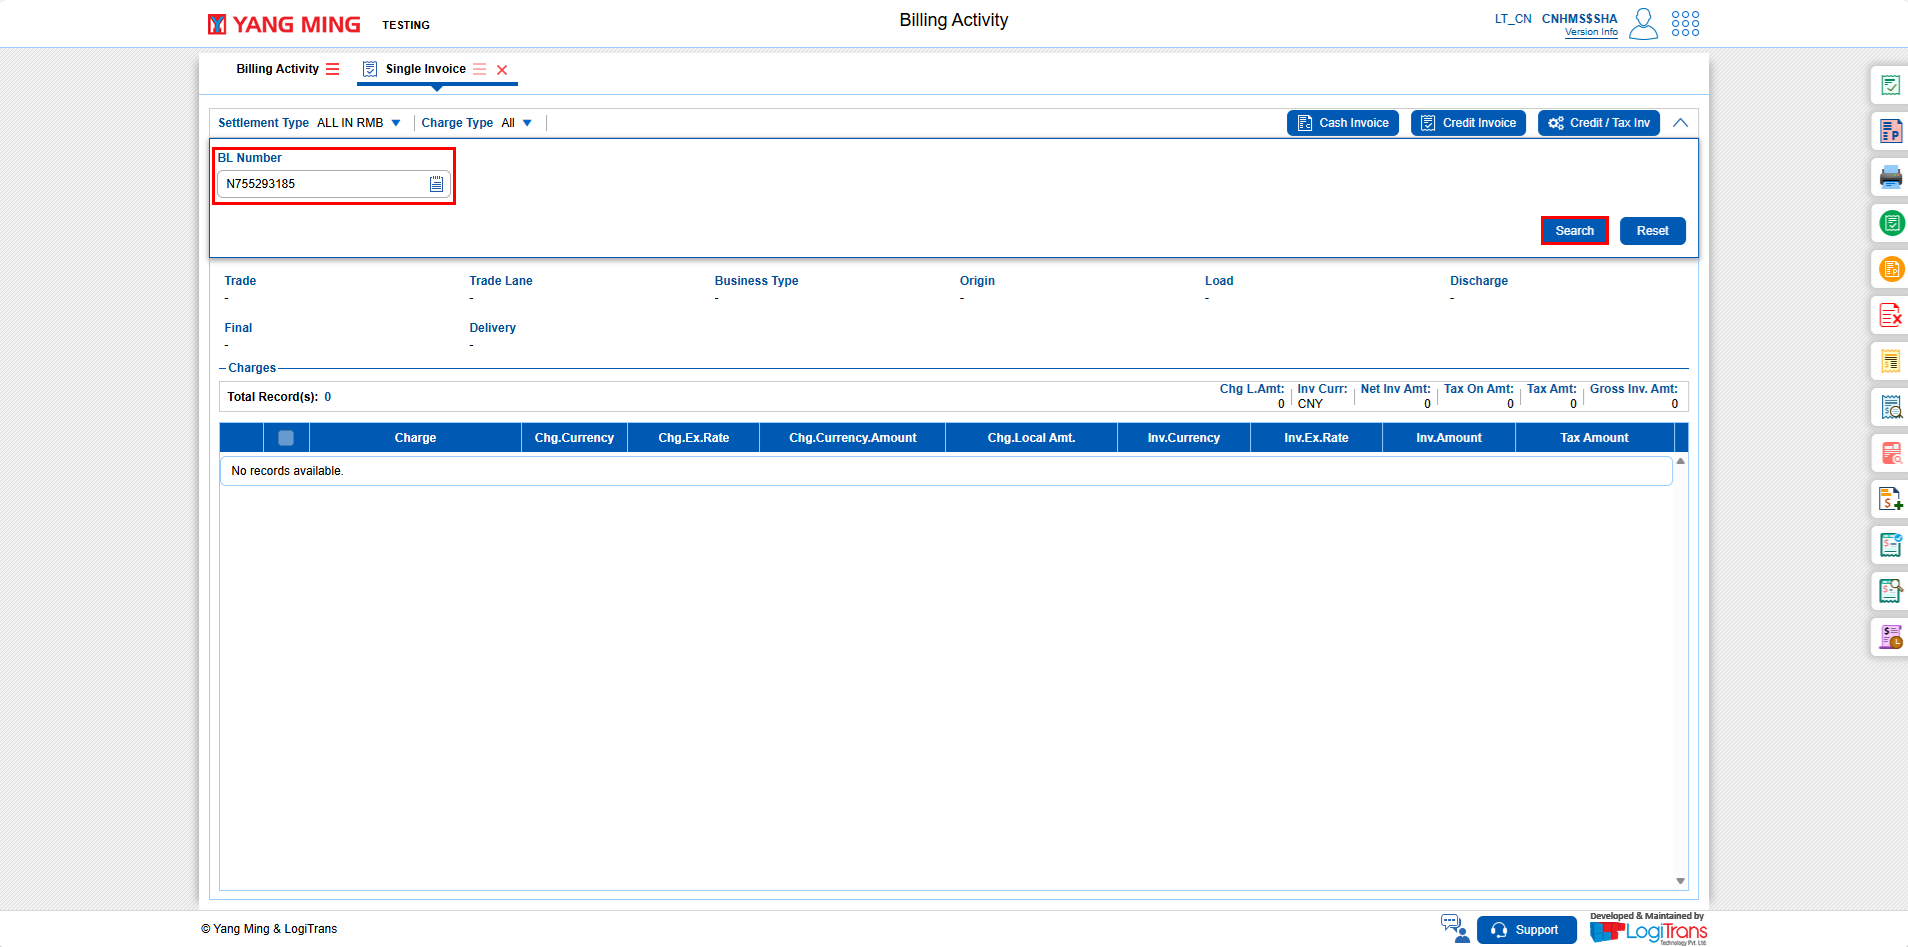 YANG MING TESTING
Billing Activity
LT_CN CNHMS$SHA
Version Info
Billing Activity
Single Invoice
Settlement Type ALL IN RMB
Charge Type All
Cash Invoice
Credit Invoice
Credit / Tax Inv
BL Number
N755293185
Search
Reset
Trade
-
Trade Lane
-
Business Type
-
Origin
-
Load
-
Discharge
-
Final
-
Delivery
-
Charges
Total Record(s): 0
Chg L.Amt:
0
Inv Curr:
CNY
Net Inv Amt:
0
Tax On Amt:
0
Tax Amt:
0
Gross Inv. Amt:
0
Charge Chg.Currency Chg.Ex.Rate Chg.Currency.Amount Chg.Local Amt. Inv.Currency Inv.Ex.Rate Inv.Amount Tax Amount
No records available.
© Yang Ming & LogiTrans
Support
Developed & Maintained by
LogiTrans
Technology Pvt. Ltd.